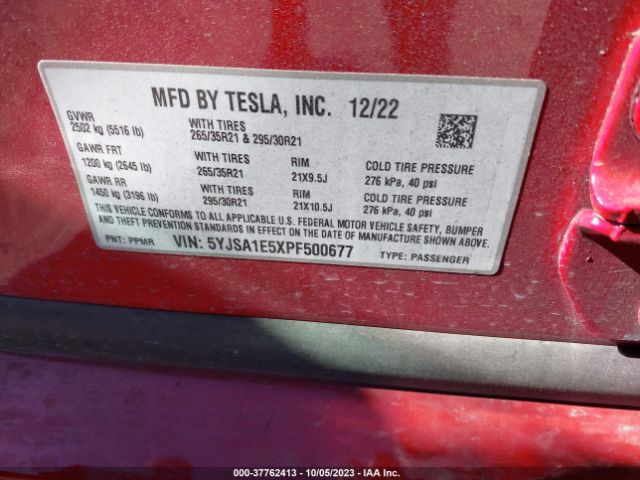 MFD BY TESLA, INC. 12/22
GVWR
2502 kg (5516 lb)
WITH TIRES
265/35R21 & 295/30R21
GAWR FRT
1200 kg (2645 lb)
WITH TIRES
265/35R21
RIM
21X9.5J
COLD TIRE PRESSURE
276 kPa, 40 psi
GAWR RR
1450 kg (3196 lb)
WITH TIRES
295/30R21
RIM
21X10.5J
COLD TIRE PRESSURE
276 kPa, 40 psi
THIS VEHICLE CONFORMS TO ALL APPLICABLE U.S. FEDERAL MOTOR VEHICLE SAFETY, BUMPER
AND THEFT PREVENTION STANDARDS IN EFFECT ON THE DATE OF MANUFACTURE SHOWN ABOVE.
PNT: PPMR
VIN: 5YJSA1E5XPF500677
TYPE: PASSENGER
000-37762413 - 10/05/2023 - IAA Inc.